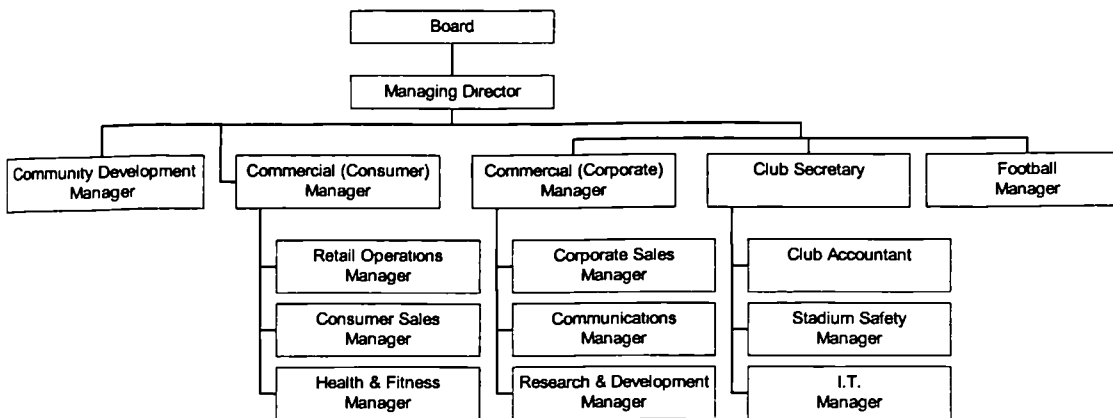 Board
Managing Director
Community Development
Manager
Commercial (Consumer)
Manager
Commercial (Corporate)
Manager
Club Secretary
Football
Manager
Retail Operations
Manager
Corporate Sales
Manager
Club Accountant
Consumer Sales
Manager
Communications
Manager
Stadium Safety
Manager
Health & Fitness
Manager
Research & Development
Manager
I.T.
Manager